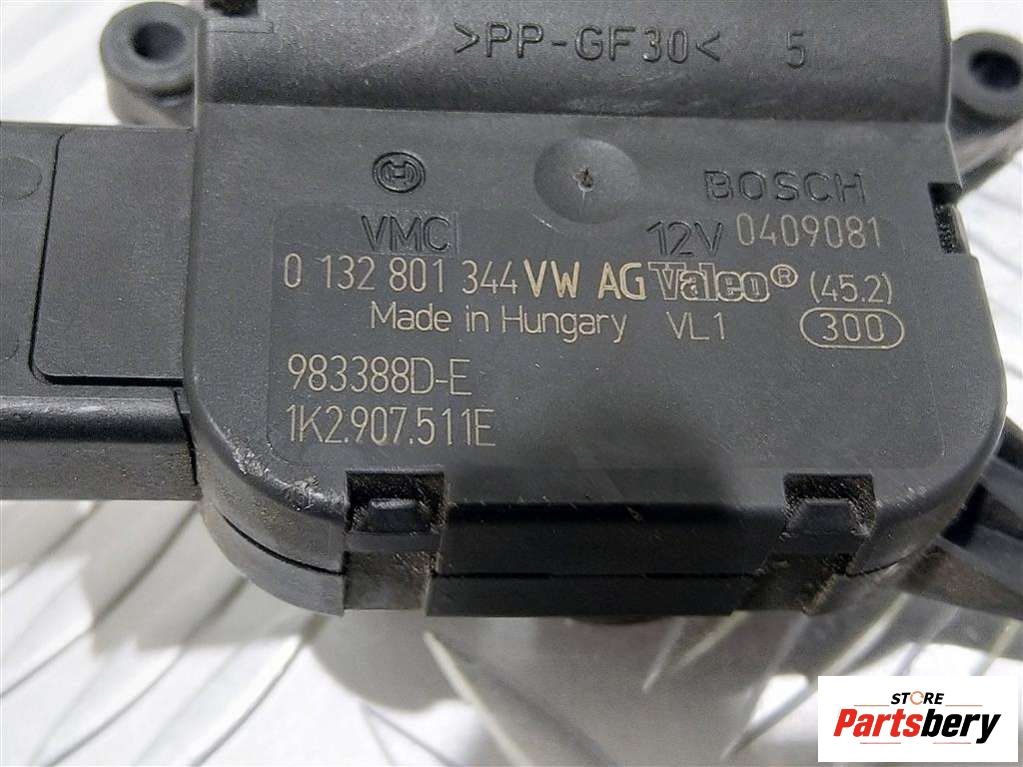 >PP-GF30< 5
BOSCH
VMC 12V 0409081
0 132 801 344 VW AG Valeo® (45.2)
Made in Hungary VL1 300
983388D-E
1K2.907.511E
STORE
Partsbery